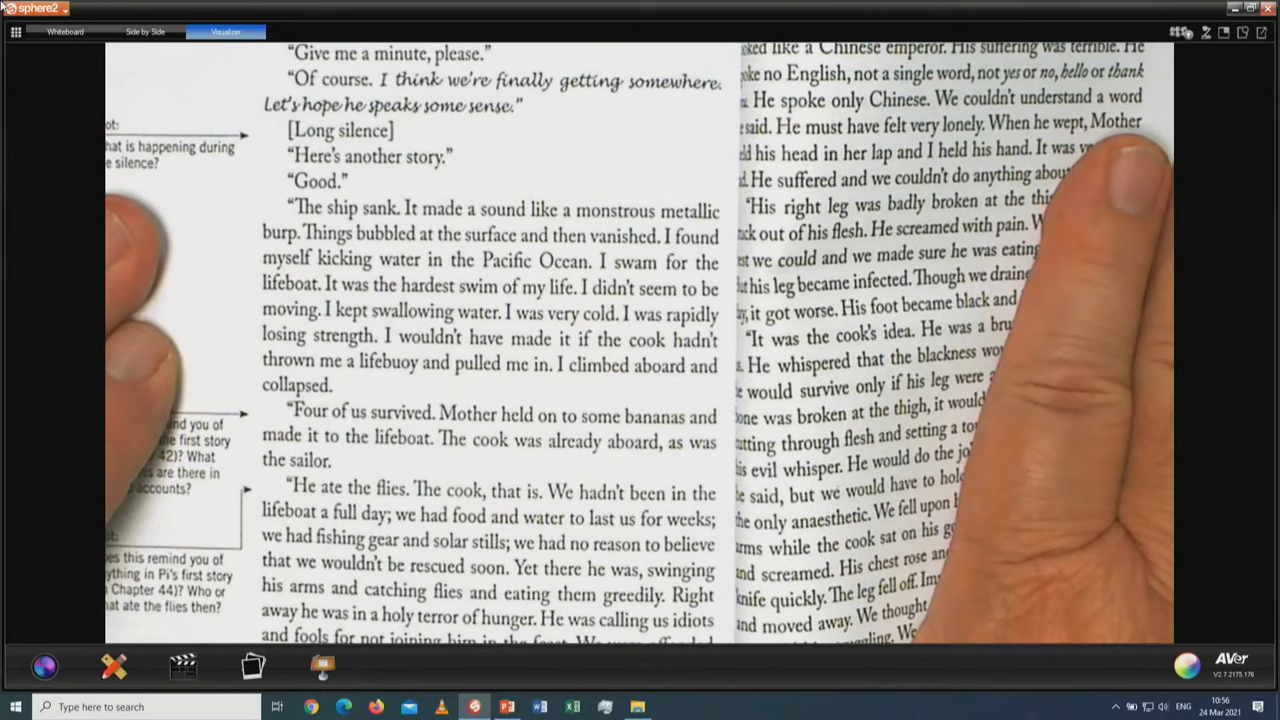 sphere2
Whiteboard
Side by Side
Visualizer
"Give me a minute, please."
"Of course. I think we're finally getting somewhere.
Let's hope he speaks some sense."
[Long silence]
"Here's another story."
"Good."
"The ship sank. It made a sound like a monstrous metallic
burp. Things bubbled at the surface and then vanished. I found
myself kicking water in the Pacific Ocean. I swam for the
lifeboat. It was the hardest swim of my life. I didn't seem to be
moving. I kept swallowing water. I was very cold. I was rapidly
losing strength. I wouldn't have made it if the cook hadn't
thrown me a lifebuoy and pulled me in. I climbed aboard and
collapsed.
"Four of us survived. Mother held on to some bananas and
made it to the lifeboat. The cook was already aboard, as was
the sailor.
"He ate the flies. The cook, that is. We hadn't been in the
lifeboat a full day; we had food and water to last us for weeks;
we had fishing gear and solar stills; we had no reason to believe
that we wouldn't be rescued soon. Yet there he was, swinging
his arms and catching flies and eating them greedily. Right
away he was in a holy terror of hunger. He was calling us idiots
and fools for not joining him in the feast. We were offended
is happening during
silence?
you of
first story
42)? What
are there in
accounts?
this remind you of
in Pi's first story
Chapter 44)? Who or
ate the flies then?
like a Chinese emperor. His suffering was terrible. He
no English, not a single word, not yes or no, hello or thank
He spoke only Chinese. We couldn't understand a word
said. He must have felt very lonely. When he wept, Mother
his head in her lap and I held his hand. It was
He suffered and we couldn't do anything
"His right leg was badly broken at the
out of his flesh. He screamed with pain.
we could and we made sure he was eating
his leg became infected. Though we
it got worse. His foot became black and
"It was the cook's idea. He was a
He whispered that the blackness
would survive only if his leg were
was broken at the thigh, it would
through flesh and setting a
evil whisper. He would do the
said, but we would have to
only anaesthetic. We fell upon
while the cook sat on his
and screamed. His chest rose
knife quickly. The leg fell off.
and moved away. We thought
We
AVer
V2.7.2175.176
Type here to search
ENG
10:56
24 Mar 2021